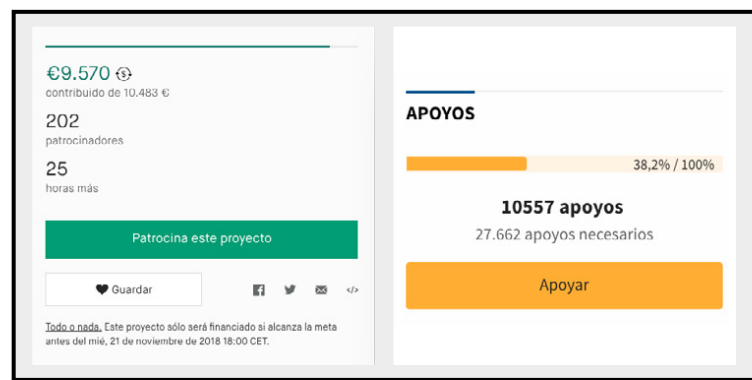 €9.570
contribuido de 10.483 €
202
patrocinadores
25
horas más
Patrocina este proyecto
Guardar
Todo o nada. Este proyecto sólo será financiado si alcanza la meta
antes del mié, 21 de noviembre de 2018 18:00 CET.
APOYOS
38,2% / 100%
10557 apoyos
27.662 apoyos necesarios
Apoyar